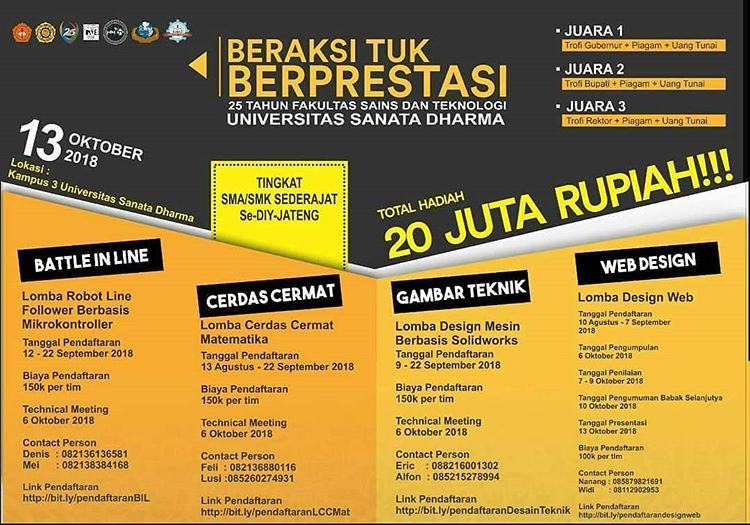 BERAKSI TUK
BERPRESTASI
25 TAHUN FAKULTAS SAINS DAN TEKNOLOGI
UNIVERSITAS SANATA DHARMA
JUARA 1
Trofi Gubernur + Piagam + Uang Tunai
JUARA 2
Trofi Bupati + Piagam + Uang Tunai
JUARA 3
Trofi Rektor + Piagam + Uang Tunai
13 OKTOBER
2018
Lokasi :
Kampus 3 Universitas Sanata Dharma
TINGKAT
SMA/SMK SEDERAJAT
Se-DIY-JATENG
TOTAL HADIAH
20 JUTA RUPIAH!!!
BATTLE IN LINE
Lomba Robot Line
Follower Berbasis
Mikrokontroller
Tanggal Pendaftaran
12 - 22 September 2018
Biaya Pendaftaran
150k per tim
Technical Meeting
6 Oktober 2018
Contact Person
Denis : 082136136581
Mei : 082138384168
Link Pendaftaran
http://bit.ly/pendaftaranBIL
CERDAS CERMAT
Lomba Cerdas Cermat
Matematika
Tanggal Pendaftaran
13 Agustus - 22 September 2018
Biaya Pendaftaran
150k per tim
Technical Meeting
6 Oktober 2018
Contact Person
Feli : 082136880116
Lusi : 085260274931
Link Pendaftaran
http://bit.ly/pendaftaranLCCMat
GAMBAR TEKNIK
Lomba Design Mesin
Berbasis Solidworks
Tanggal Pendaftaran
9 - 22 September 2018
Biaya Pendaftaran
150k per tim
Technical Meeting
6 Oktober 2018
Contact Person
Eric : 088216001302
Alfon : 085215278994
Link Pendaftaran
http://bit.ly/pendaftaranDesainTeknik
WEB DESIGN
Lomba Design Web
Tanggal Pendaftaran
10 Agustus - 7 September
2018
Tanggal Pengumpulan
6 Oktober 2018
Tanggal Penilaian
7 - 9 Oktober 2018
Tanggal Pengumuman Babak Selanjutya
10 Oktober 2018
Tanggal Presentasi
13 Oktober 2018
Biaya Pendaftaran
100k per tim
Contact Person
Nanang : 085879821691
Widi : 08112902953
Link Pendaftaran
http://bit.ly/pendaftarandesignweb